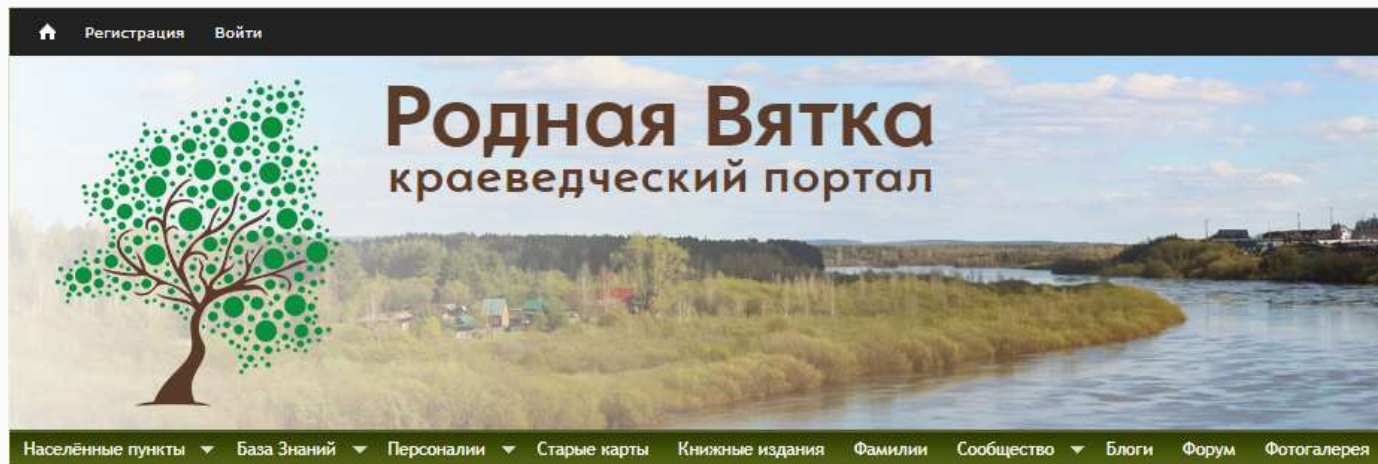 Регистрация Войти
Родная Вятка
краеведческий портал
Населённые пункты База Знаний Персоналии Старые карты Книжные издания Фамилии Сообщество Блоги Форум Фотогалерея